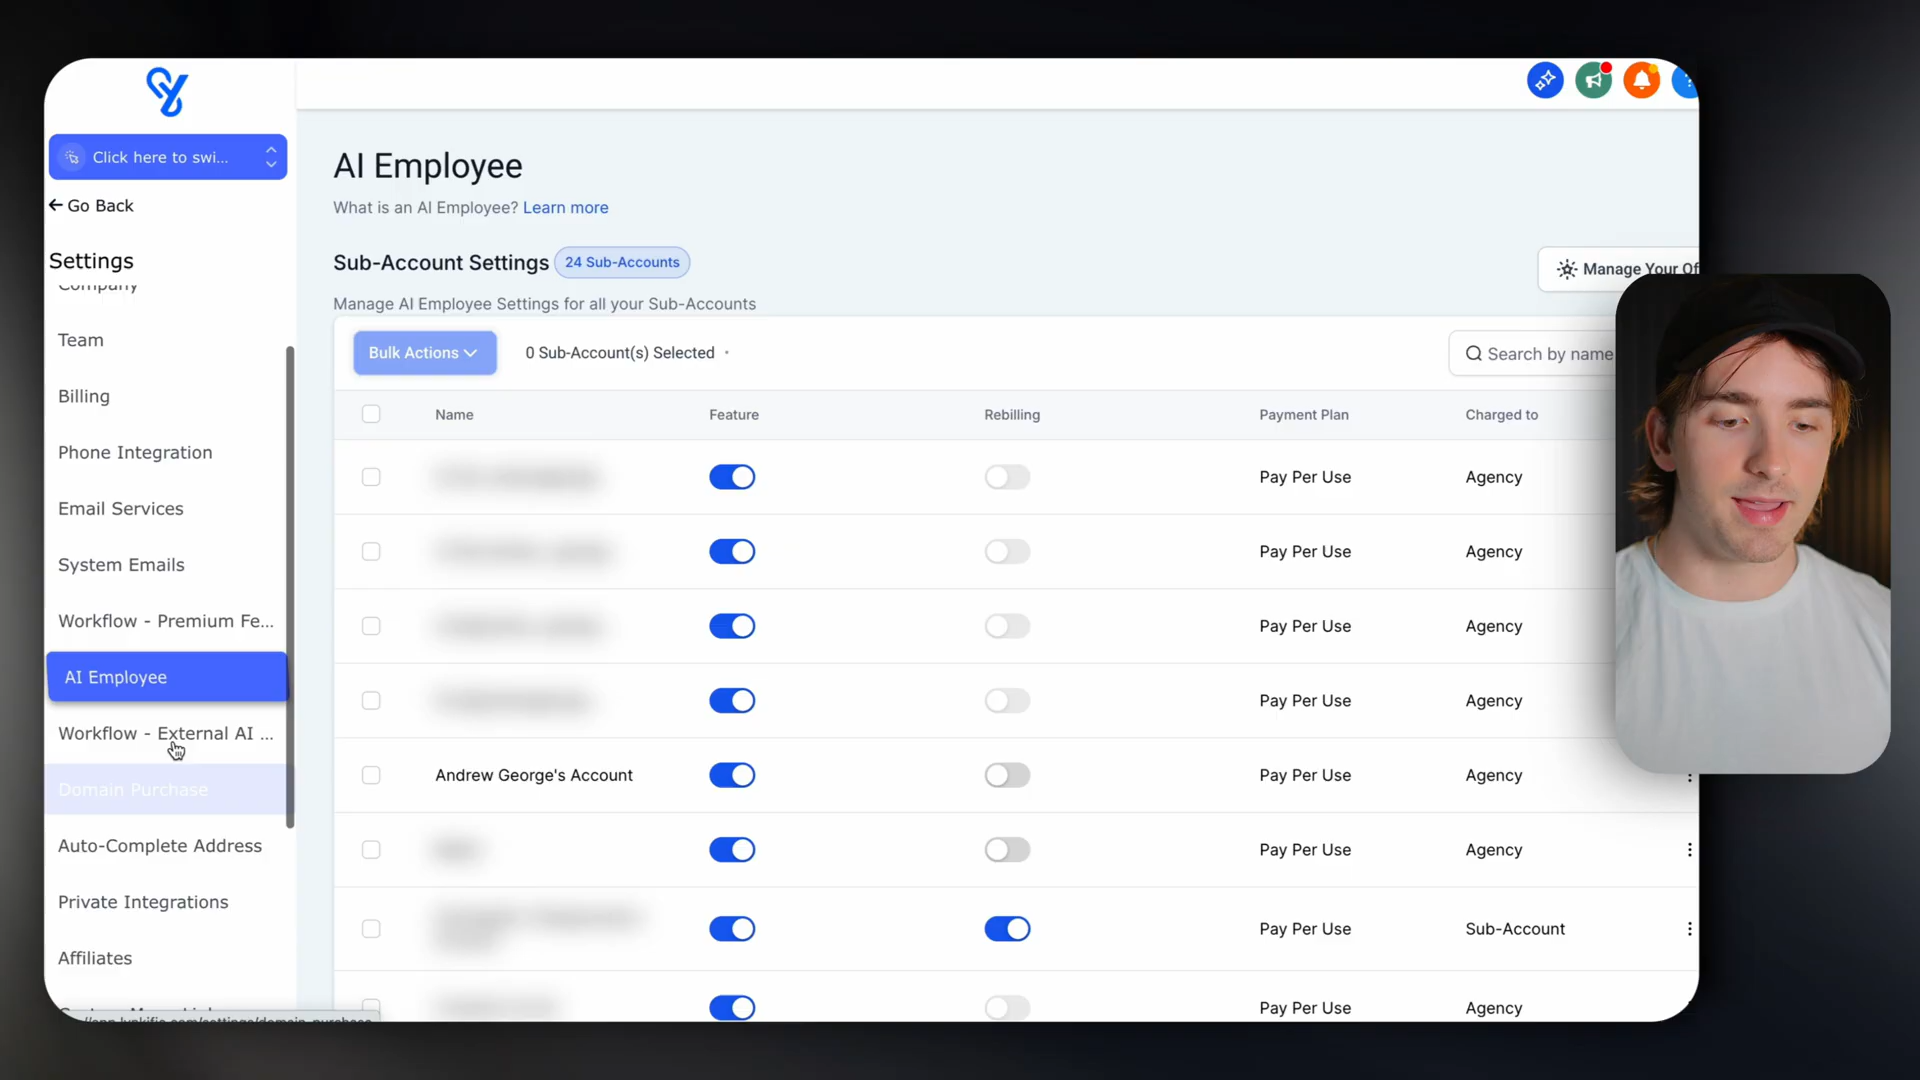 Click here to swi...
Go Back
Settings
Company
Team
Billing
Phone Integration
Email Services
System Emails
Workflow - Premium Fe...
AI Employee
Workflow - External AI ...
Domain Purchase
Auto-Complete Address
Private Integrations
Affiliates
AI Employee
What is an AI Employee? Learn more
Sub-Account Settings 24 Sub-Accounts
Manage Your Of
Manage AI Employee Settings for all your Sub-Accounts
Bulk Actions 0 Sub-Account(s) Selected
Search by name
Name Feature Rebilling Payment Plan Charged to
Pay Per Use Agency
Pay Per Use Agency
Pay Per Use Agency
Pay Per Use Agency
Andrew George's Account Pay Per Use Agency
Pay Per Use Agency
Pay Per Use Sub-Account
Pay Per Use Agency